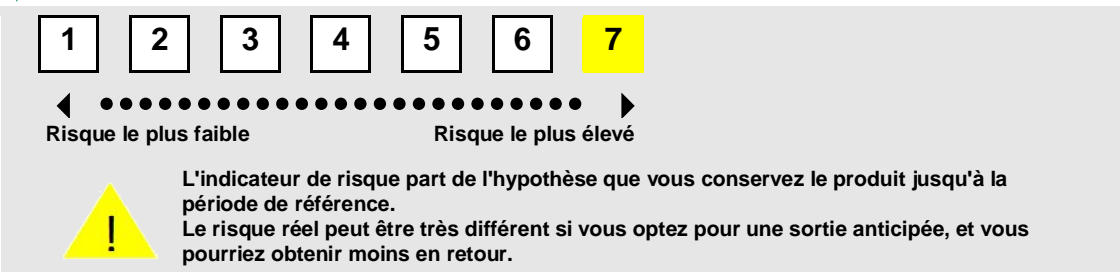 1 2 3 4 5 6 7
Risque le plus faible Risque le plus élevé
L'indicateur de risque part de l'hypothèse que vous conservez le produit jusqu'à la
période de référence.
Le risque réel peut être très différent si vous optez pour une sortie anticipée, et vous
pourriez obtenir moins en retour.
!